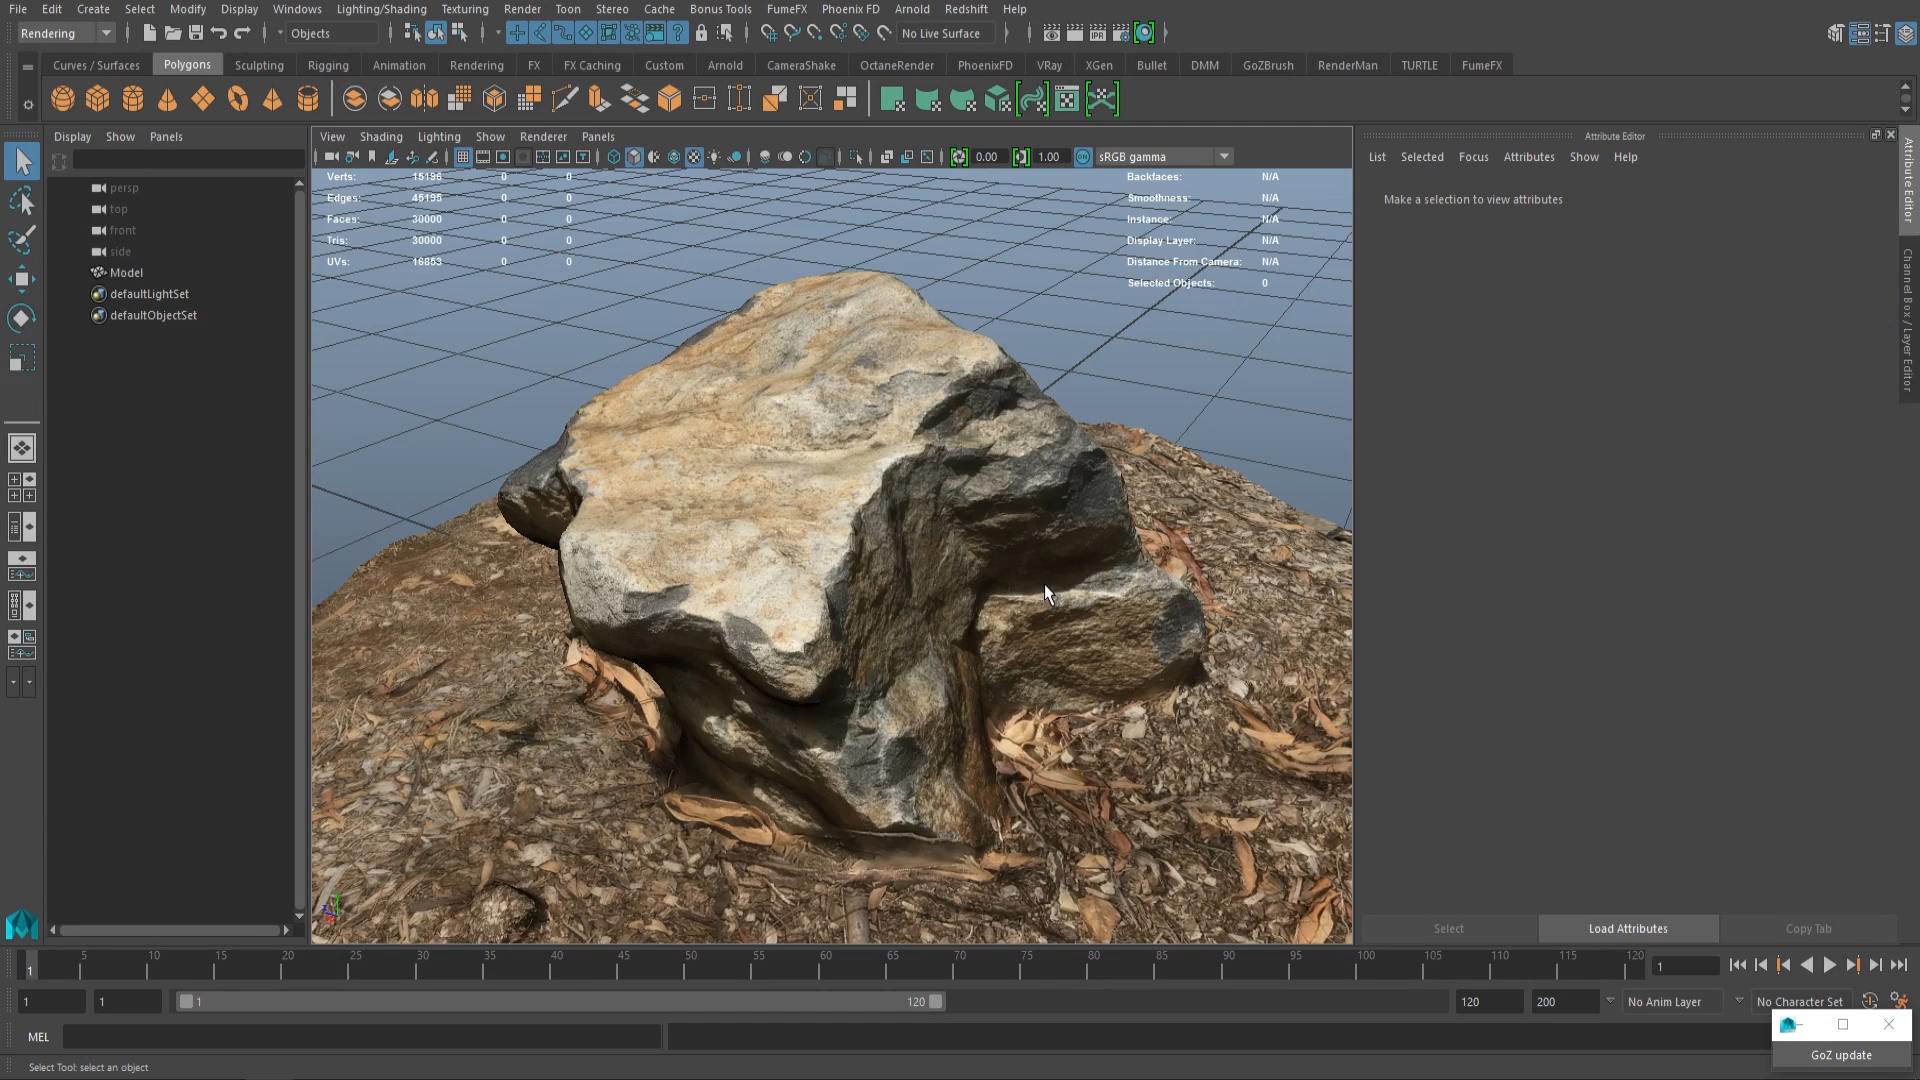 File Edit Create Select Modify Display Windows Lighting/Shading Texturing Render Toon Stereo Cache Bonus Tools FumeFX Phoenix FD Arnold Redshift Help
Rendering Objects No Live Surface
Curves / Surfaces Polygons Sculpting Rigging Animation Rendering FX FX Caching Custom Arnold CameraShake OctaneRender PhoenixFD VRay XGen Bullet DMM GoZBrush RenderMan TURTLE FumeFX
Display Show Panels
View Shading Lighting Show Renderer Panels
Attribute Editor
List Selected Focus Attributes Show Help
0.00 1.00 sRGB gamma
persp
top
front
side
Model
defaultLightSet
defaultObjectSet
Verts: 15196 0 0
Edges: 45195 0 0
Faces: 30000 0 0
Tris: 30000 0 0
UVs: 16853 0 0
Backfaces: N/A
Smoothness: N/A
Instance: N/A
Display Layer: N/A
Distance From Camera: N/A
Selected Objects: 0
Make a selection to view attributes
Attribute Editor
Channel Box / Layer Editor
Select Load Attributes Copy Tab
1 5 10 15 20 25 30 35 40 45 50 55 60 65 70 75 80 85 90 95 100 105 110 115 120 1
1 1 1 120 120 200 No Anim Layer No Character Set
MEL
GoZ update
Select Tool: select an object